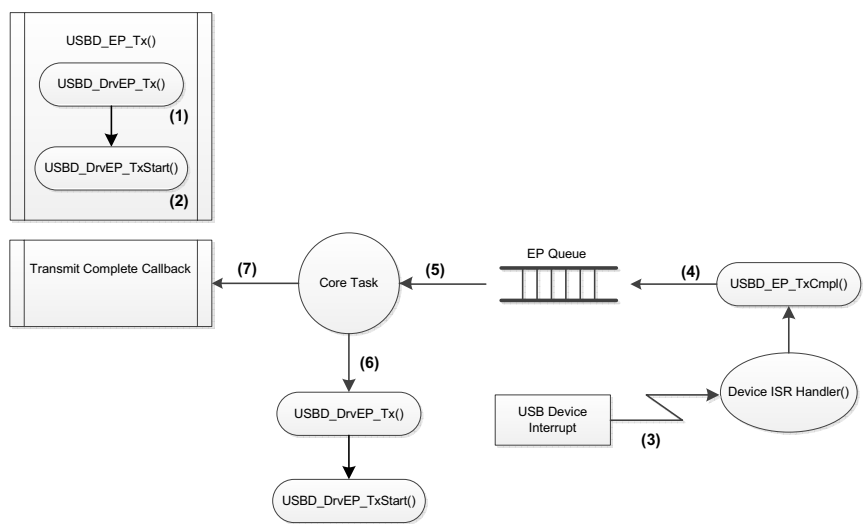 USBD_EP_Tx()
USBD_DrvEP_Tx()
(1)
USBD_DrvEP_TxStart()
(2)
Transmit Complete Callback
(7)
Core Task
(5)
EP Queue
(4)
USBD_EP_TxCmpl()
(6)
USBD_DrvEP_Tx()
USBD_DrvEP_TxStart()
USB Device
Interrupt
(3)
Device ISR Handler()